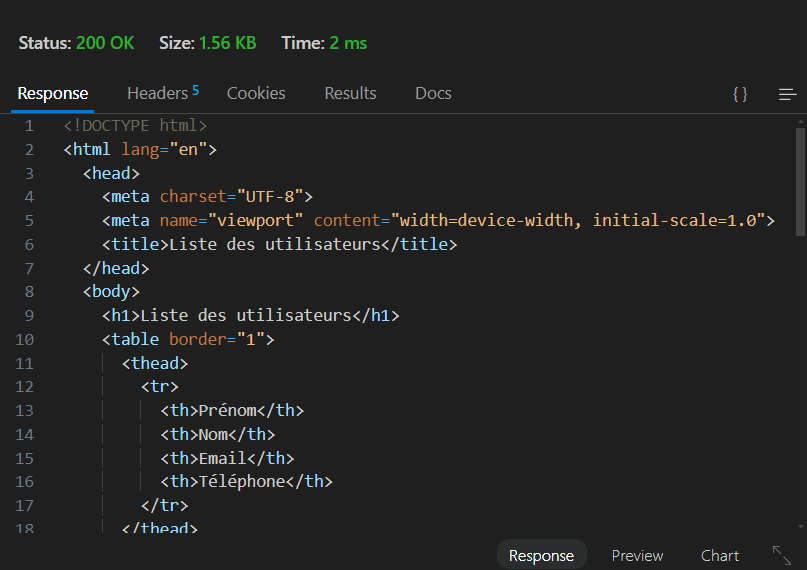 Status: 200 OK Size: 1.56 KB Time: 2 ms
Response Headers 5 Cookies Results Docs { }
1 <!DOCTYPE html>
2 <html lang="en">
3 <head>
4 <meta charset="UTF-8">
5 <meta name="viewport" content="width=device-width, initial-scale=1.0">
6 <title>Liste des utilisateurs</title>
7 </head>
8 <body>
9 <h1>Liste des utilisateurs</h1>
10 <table border="1">
11 <thead>
12 <tr>
13 <th>Prénom</th>
14 <th>Nom</th>
15 <th>Email</th>
16 <th>Téléphone</th>
17 </tr>
18 </thead>
Response Preview Chart